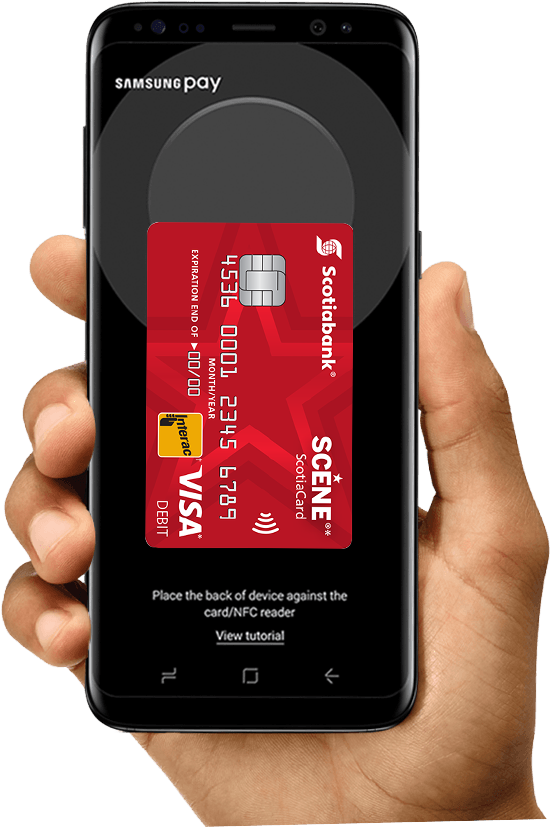 SAMSUNG pay
Scotiabank®
SCENE®*
ScotiaCard
4536 0001 2345 6789
MONTH/YEAR
EXPIRATION END OF ▶ 00/00
Interac
VISA®
DEBIT
Place the back of device against the
card/NFC reader
View tutorial